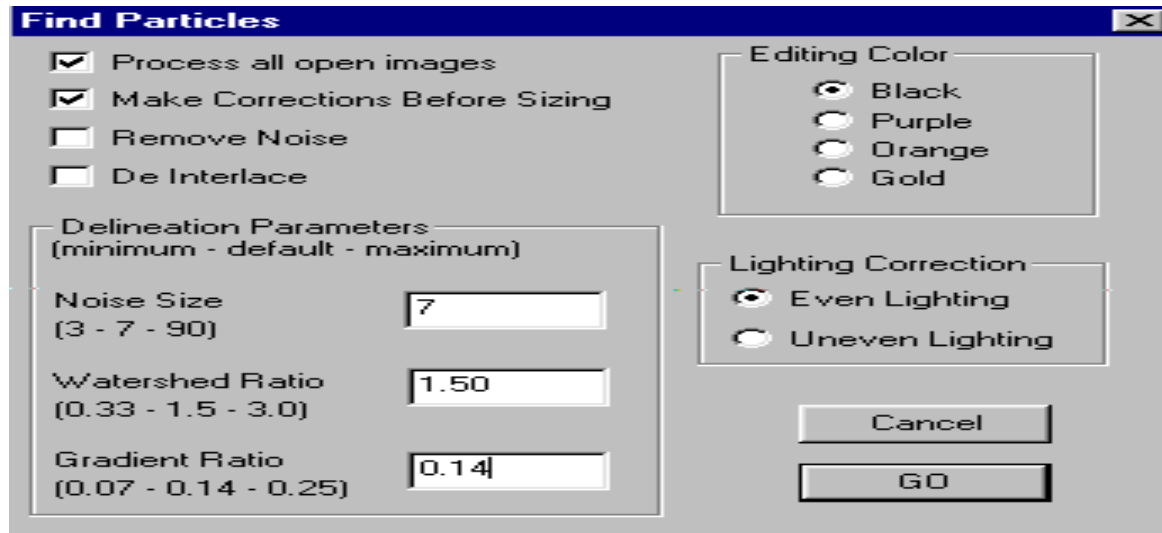 Find Particles
Process all open images
Make Corrections Before Sizing
Remove Noise
De Interlace
Editing Color
Black
Purple
Orange
Gold
Delineation Parameters
(minimum - default - maximum)
Noise Size
7
(3 - 7 - 90)
Watershed Ratio
1.50
(0.33 - 1.5 - 3.0)
Gradient Ratio
0.14
(0.07 - 0.14 - 0.25)
Lighting Correction
Even Lighting
Uneven Lighting
Cancel
GO